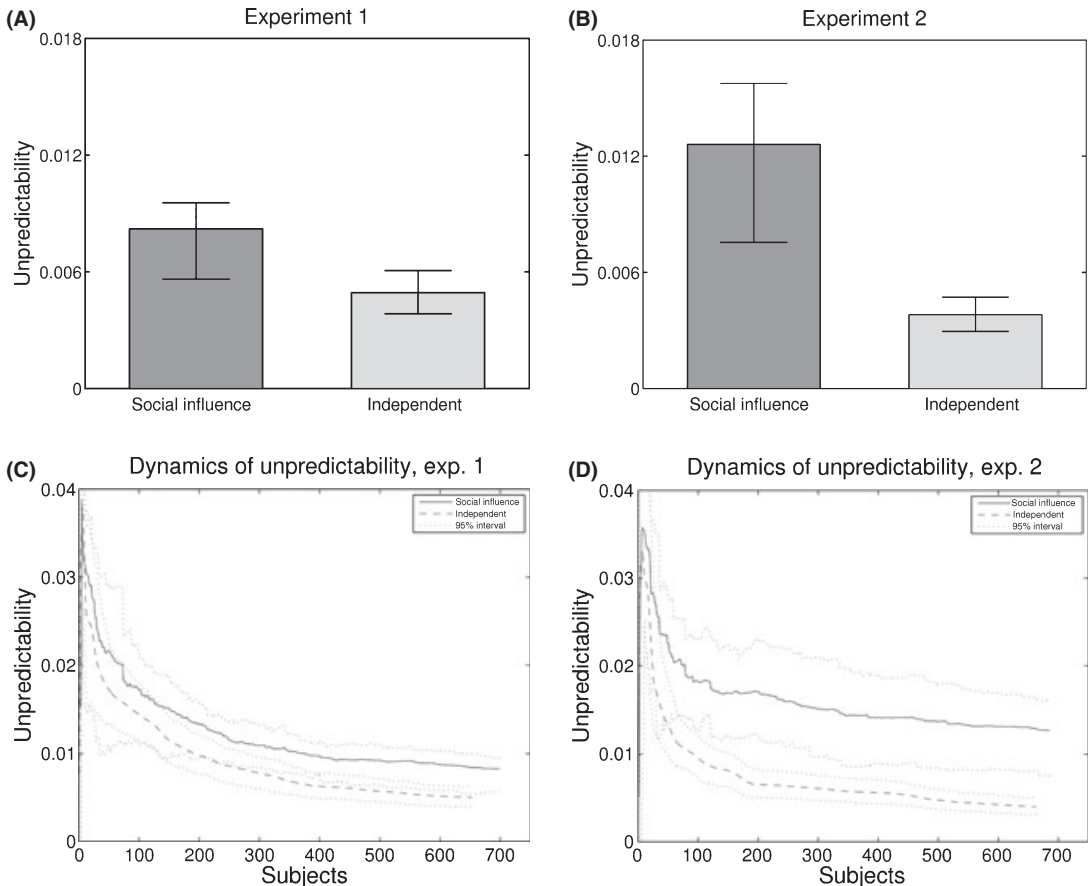 (A)
Experiment 1
0.018
0.012
0.006
0
Unpredictability
Social influence
Independent
(B)
Experiment 2
0.018
0.012
0.006
0
Unpredictability
Social influence
Independent
(C)
Dynamics of unpredictability, exp. 1
0.04
0.03
0.02
0.01
0
Unpredictability
Social influence
Independent
95% interval
0 100 200 300 400 500 600 700
Subjects
(D)
Dynamics of unpredictability, exp. 2
0.04
0.03
0.02
0.01
0
Unpredictability
Social influence
Independent
95% interval
0 100 200 300 400 500 600 700
Subjects